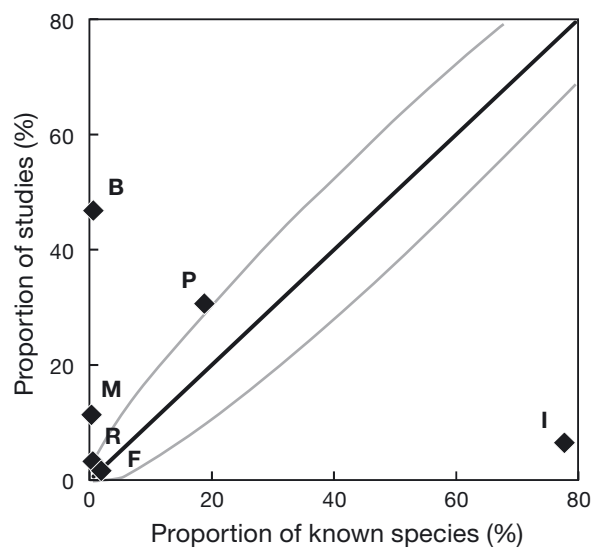 Proportion of studies (%)
80
60
40
20
0
B
P
M
R
F
I
0
20
40
60
80
Proportion of known species (%)